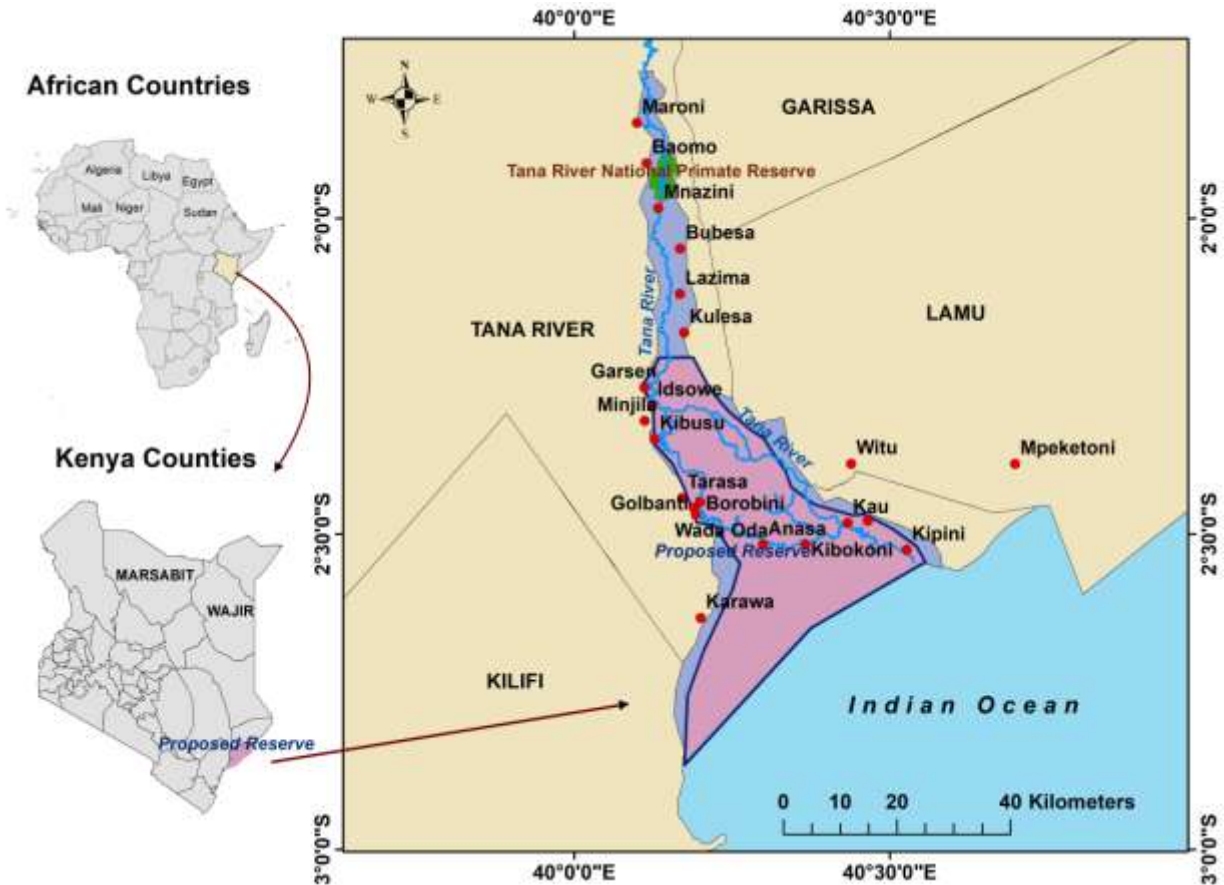 African Countries
Algeria
Libya
Egypt
Mali
Niger
Sudan
Kenya Counties
MARSABIT
WAJIR
Proposed Reserve
40°0'0"E
40°30'0"E
N
W
E
S
Maroni
GARISSA
Baomo
Tana River National Primate Reserve
Mnazini
2°0'0"S
2°0'0"S
Bubesa
Lazima
Tana River
Kulesa
TANA RIVER
LAMU
Garsen
Idsowe
Minjila
Kibusu
Tana River
Witu
Mpeketoni
Tarasa
Golbanti
Borobini
Kau
Wada Oda
Anasa
Kipini
Proposed Reserve
Kibokoni
2°30'0"S
2°30'0"S
Karawa
KILIFI
Indian Ocean
0 10 20 40 Kilometers
3°0'0"S
3°0'0"S
40°0'0"E
40°30'0"E